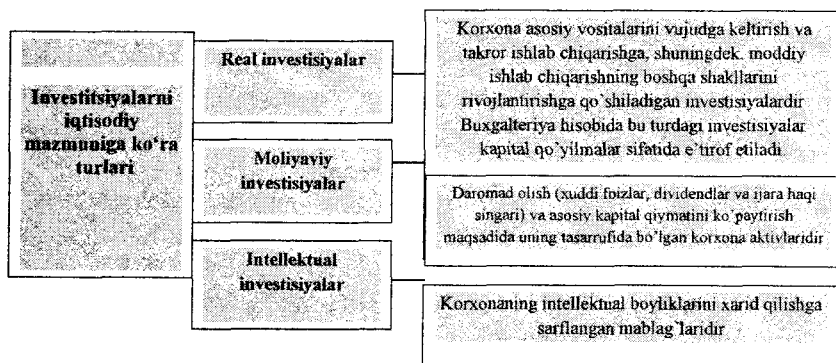 Investitsiyalarni
iqtisodiy
mazmuniga ko‘ra
turlari
Real investisiyalar
Korxona asosiy vositalarini vujudga keltirish va
takror ishlab chiqarishga, shuningdek. moddiy
ishlab chiqarishning boshqa shakllarini
rivojlantirishga qo`shiladigan investisiyalardir
Buxgalteriya hisobida bu turdagi investisiyalar
kapital qo`yilmalar sifatida e`tirof etiladi
Moliyaviy
investisiyalar
Daromad olish (xuddi foizlar, dividendlar va ijara haqi
singari) va asosiy kapital qiymatini ko`paytirish
maqsadida uning tasarrufida bo`lgan korxona aktivlaridir
Intellektual
investisiyalar
Korxonaning intellektual boyliklarini xarid qilishga
sarflangan mablag`laridir